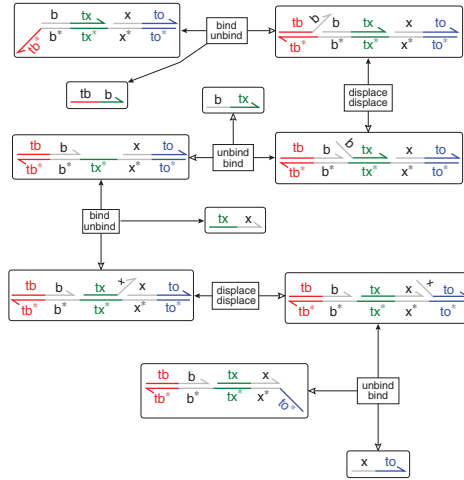 b tx x to
tb* b* tx* x* to*
bind
unbind
tb b b tx x to
tb* b* tx* x* to*
tb b
displace
displace
b tx
tb b x to
tb* b* tx* x* to*
unbind
bind
tb b b tx x to
tb* b* tx* x* to*
bind
unbind
tx x
tb b tx x x to
tb* b* tx* x* to*
displace
displace
tb b tx x x to
tb* b* tx* x* to*
tb b tx x
tb* b* tx* x* to*
unbind
bind
x to